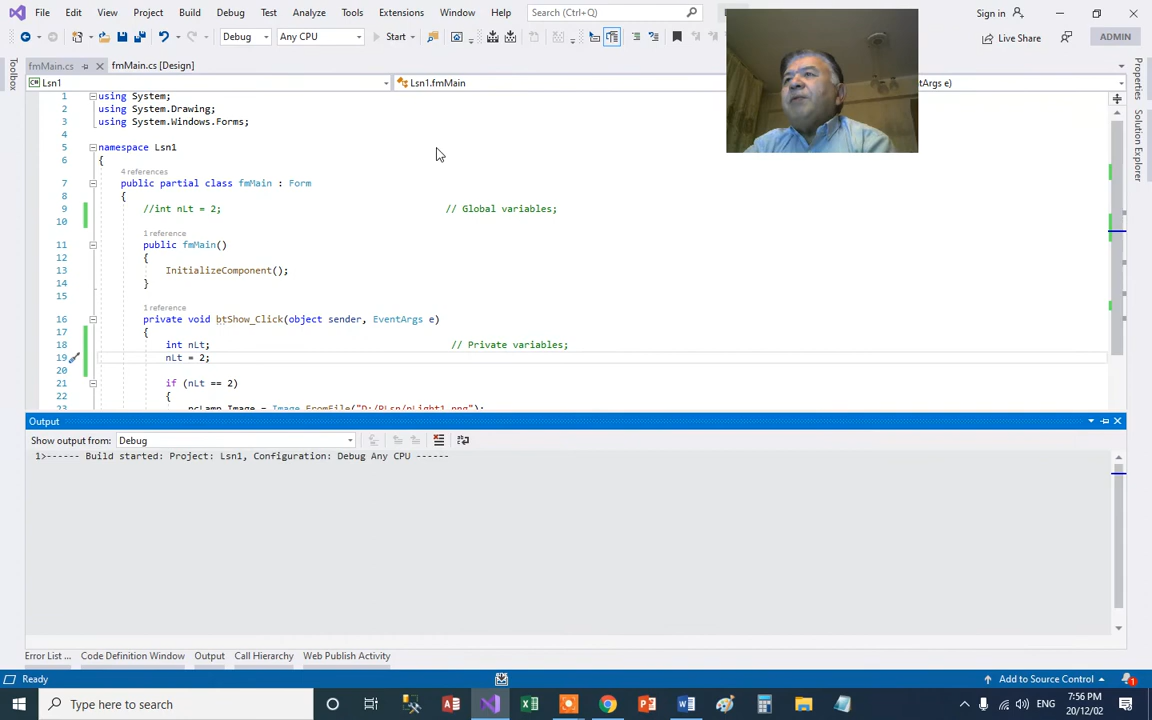 File Edit View Project Build Debug Test Analyze Tools Extensions Window Help Search (Ctrl+Q) Sign in
Debug Any CPU Start Live Share ADMIN
fmMain.cs fmMain.cs [Design]
Toolbox
Properties
Solution Explorer
Lsn1 Lsn1.fmMain ntArgs e)
1 using System;
2 using System.Drawing;
3 using System.Windows.Forms;
4
5 namespace Lsn1
6 {
4 references
7 public partial class fmMain : Form
8 {
9 //int nLt = 2; // Global variables;
10
1 reference
11 public fmMain()
12 {
13 InitializeComponent();
14 }
15
1 reference
16 private void btShow_Click(object sender, EventArgs e)
17 {
18 int nLt; // Private variables;
19 nLt = 2;
20
21 if (nLt == 2)
22 {
23 pcLamp.Image = Image.FromFile("D:/PLsn/pLight1.png");
Output
Show output from: Debug
1>------ Build started: Project: Lsn1, Configuration: Debug Any CPU ------
Error List ... Code Definition Window Output Call Hierarchy Web Publish Activity
Ready Add to Source Control 1
Type here to search ENG 7:56 PM
20/12/02